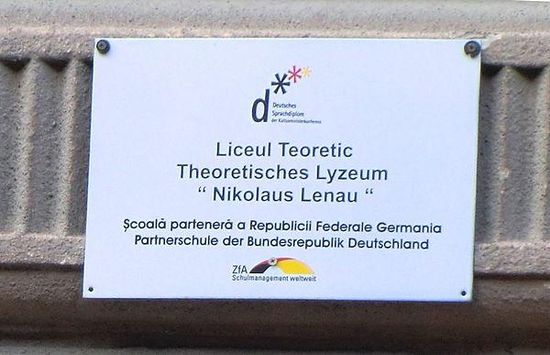 d
Deutsches
Sprachdiplom
der Kultusministerkonferenz
Liceul Teoretic
Theoretisches Lyzeum
“ Nikolaus Lenau “
Școală parteneră a Republicii Federale Germania
Partnerschule der Bundesrepublik Deutschland
ZfA
Schulmanagement weltweit